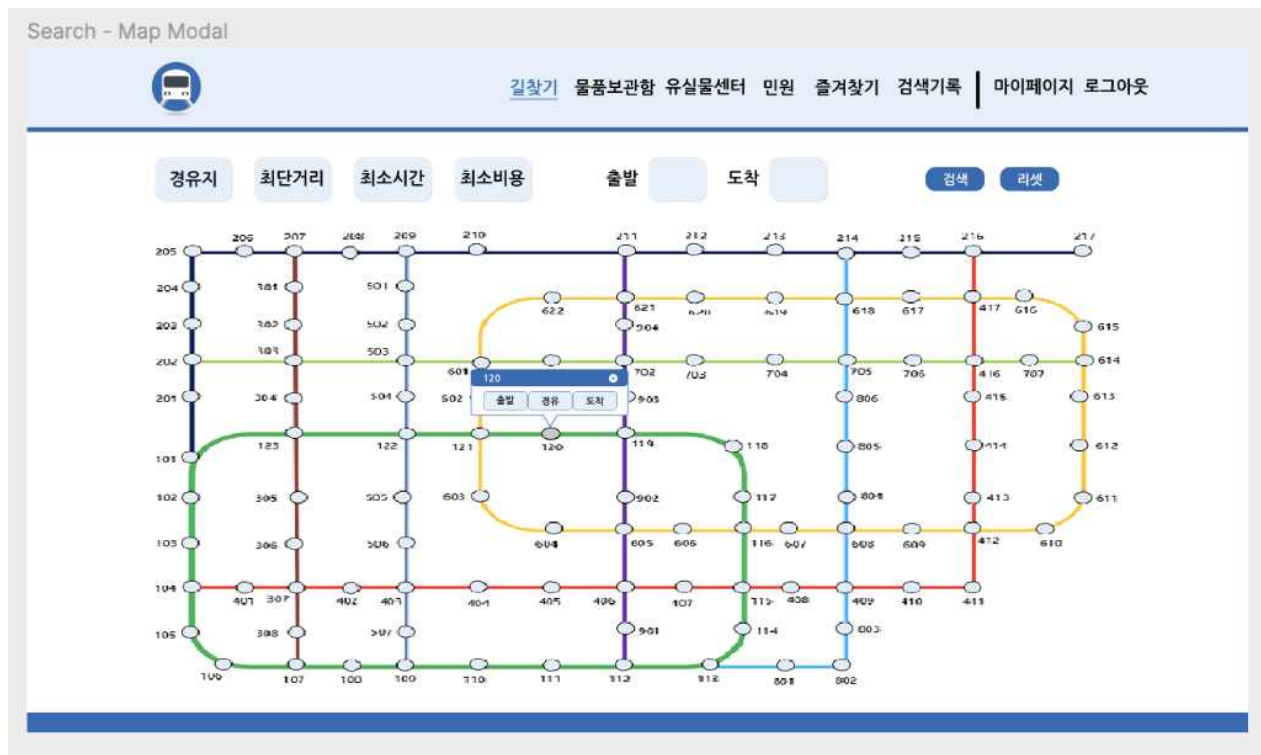 Search - Map Modal
길찾기 물품보관함 유실물센터 민원 즐겨찾기 검색기록 마이페이지 로그아웃
경유지 최단거리 최소시간 최소비용 출발 도착 검색 리셋
205 206 207 208 209 210 211 212 213 214 215 216 217
204 301 501
622 621 620 619 618 617 417 616
203 302 502 904 615
202 303 503 601 702 703 704 705 706 416 707 614
120
출발 경유 도착
201 304 504 602 903 806 415 613
101 123 122 121 120 119 118 805 414 612
102 305 505 603 902 117 804 413 611
103 306 506 604 605 606 116 607 608 609 412 610
104 401 307 402 403 404 405 406 407 115 408 409 410 411
105 308 507 901 114 803
106 107 108 109 110 111 112 113 801 802